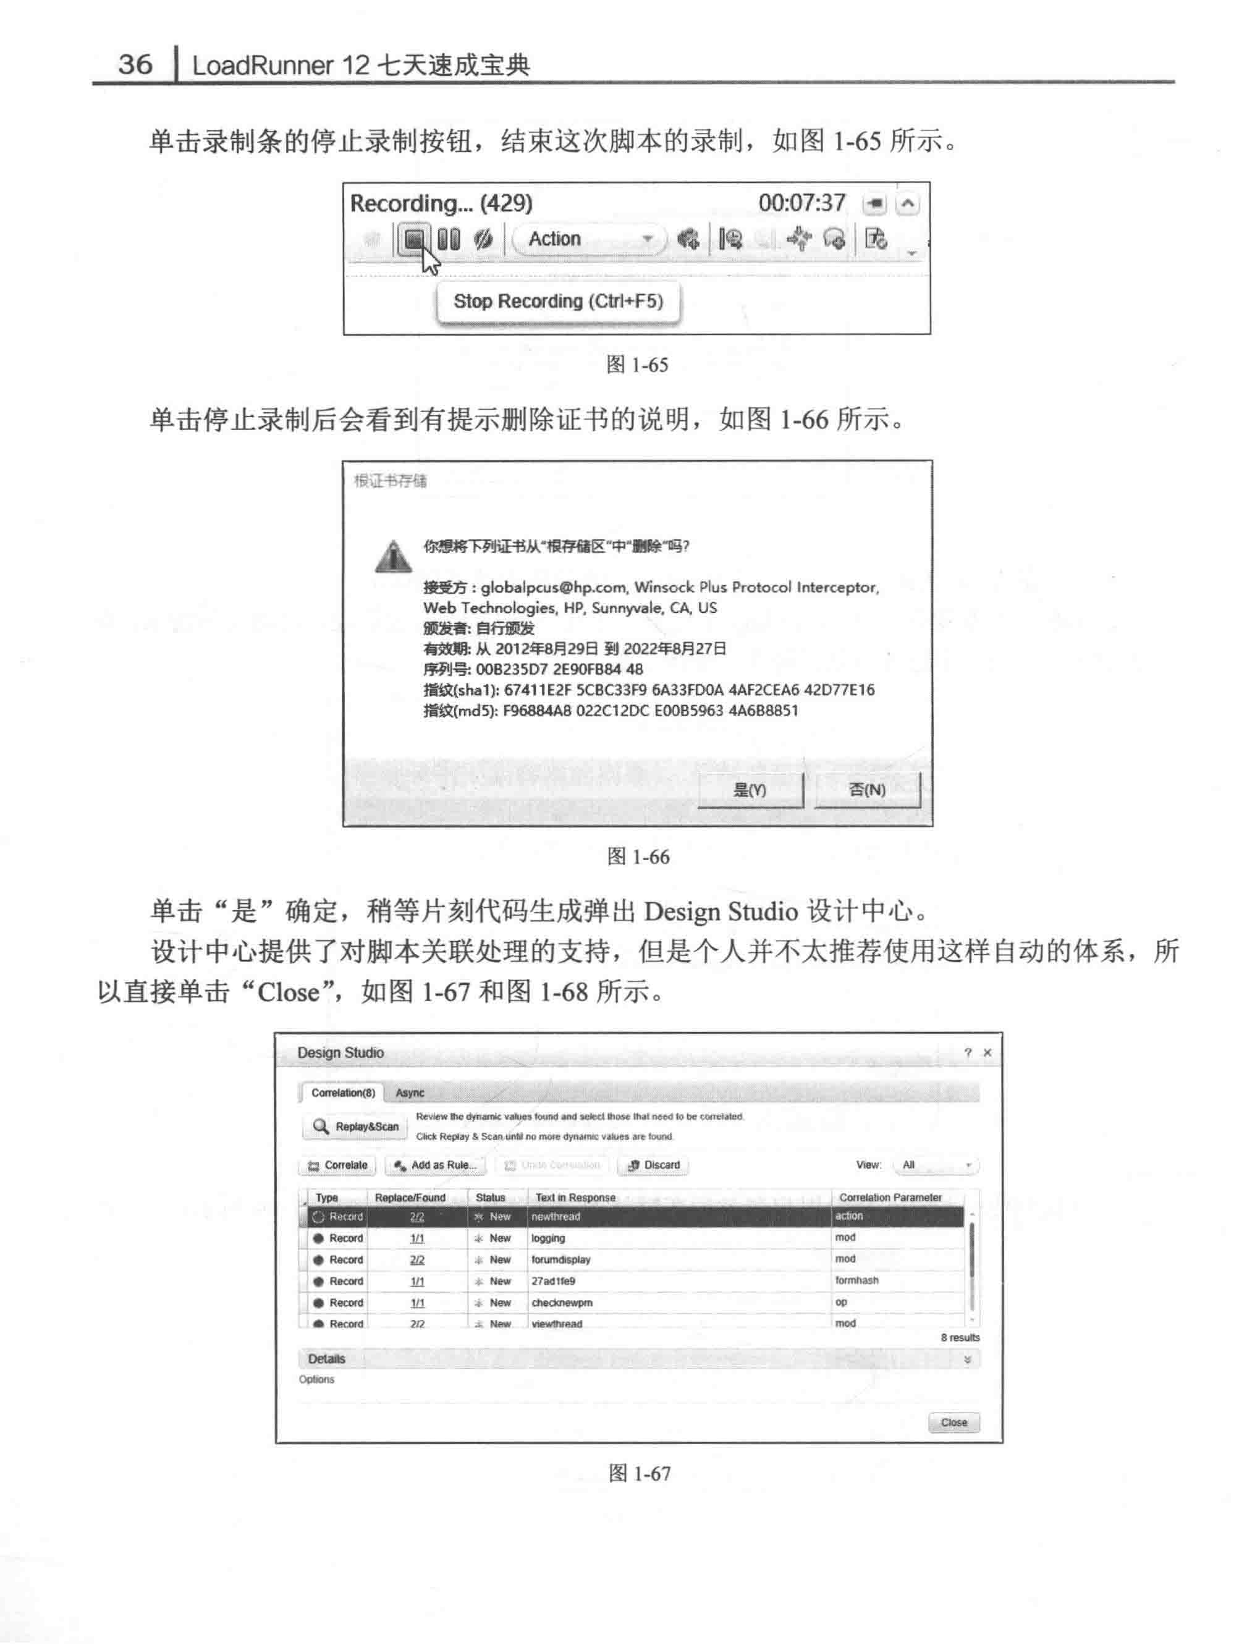 36 LoadRunner 12 七天速成宝典
单击录制条的停止录制按钮，结束这次脚本的录制，如图 1-65 所示。
Recording... (429) 00:07:37
Action
Stop Recording (Ctrl+F5)
图 1-65
单击停止录制后会看到有提示删除证书的说明，如图 1-66 所示。
根证书存储
你想将下列证书从"根存储区"中"删除"吗?
接受方 : globalpcus@hp.com, Winsock Plus Protocol Interceptor,
Web Technologies, HP, Sunnyvale, CA, US
颁发者: 自行颁发
有效期: 从 2012年8月29日 到 2022年8月27日
序列号: 00B235D7 2E90FB84 48
指纹(sha1): 67411E2F 5CBC33F9 6A33FD0A 4AF2CEA6 42D77E16
指纹(md5): F96884A8 022C12DC E00B5963 4A6B8851
是(Y) 否(N)
图 1-66
单击“是”确定，稍等片刻代码生成弹出 Design Studio 设计中心。
设计中心提供了对脚本关联处理的支持，但是个人并不太推荐使用这样自动的体系，所
以直接单击“Close”，如图 1-67 和图 1-68 所示。
Design Studio ? ×
Correlation(8) Async
Replay&Scan
Review the dynamic values found and select those that need to be correlated.
Click Replay & Scan until no more dynamic values are found
Correlate Add as Rule... Undo Correlation Discard View: All
Type Replace/Found Status Text in Response Correlation Parameter
Record 2/2 New newthread action
Record 1/1 New logging mod
Record 2/2 New forumdisplay mod
Record 1/1 New 27ad1fe9 formhash
Record 1/1 New checknewpm op
Record 2/2 New viewthread mod
8 results
Details
Options
Close
图 1-67